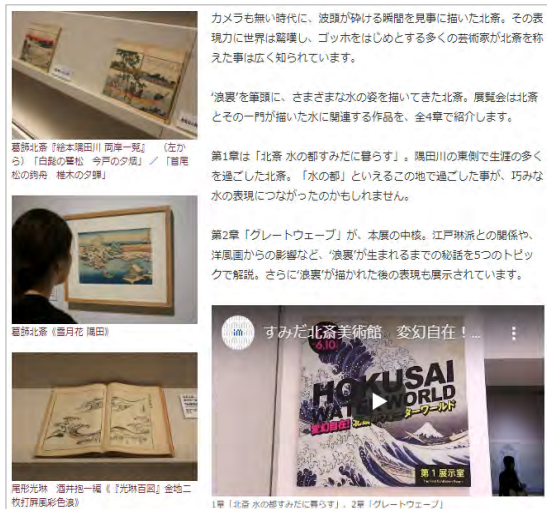 葛飾北斎『絵本隅田川 両岸一覧』 （左か
ら）「白髭の翟松 今戸の夕烟」 ／ 「首尾
松の鉤舟 椎木の夕蝉」
葛飾北斎《雪月花 隅田》
尾形光琳 酒井抱一編《『光琳百図』金地二
枚打屏風彩色浪》
カメラも無い時代に、波頭が砕ける瞬間を見事に描いた北斎。その表
現力に世界は驚嘆し、ゴッホをはじめとする多くの芸術家が北斎を称
えた事は広く知られています。
‘浪裏’を筆頭に、さまざまな水の姿を描いてきた北斎。展覧会は北斎
とその一門が描いた水に関連する作品を、全4章で紹介します。
第1章は「北斎 水の都すみだに暮らす」。隅田川の東側で生涯の多く
を過ごした北斎。「水の都」といえるこの地で過ごした事が、巧みな
水の表現につながったのかもしれません。
第2章「グレートウェーブ」が、本展の中核。江戸琳派との関係や、
洋風画からの影響など、‘浪裏’が生まれるまでの秘話を5つのトピッ
クで解説。さらに‘浪裏’が描かれた後の表現も展示されています。
im すみだ北斎美術館 変幻自在！...
6.10
HOKUSAI
WATER WORLD
変幻自在!
ターワールド
第1展示室
1章「北斎 水の都すみだに暮らす」、2章「グレートウェーブ」